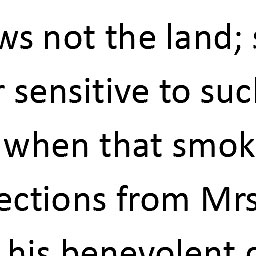 ws not the land; s
r sensitive to such
when that smok
ections from Mrs
his benevolent